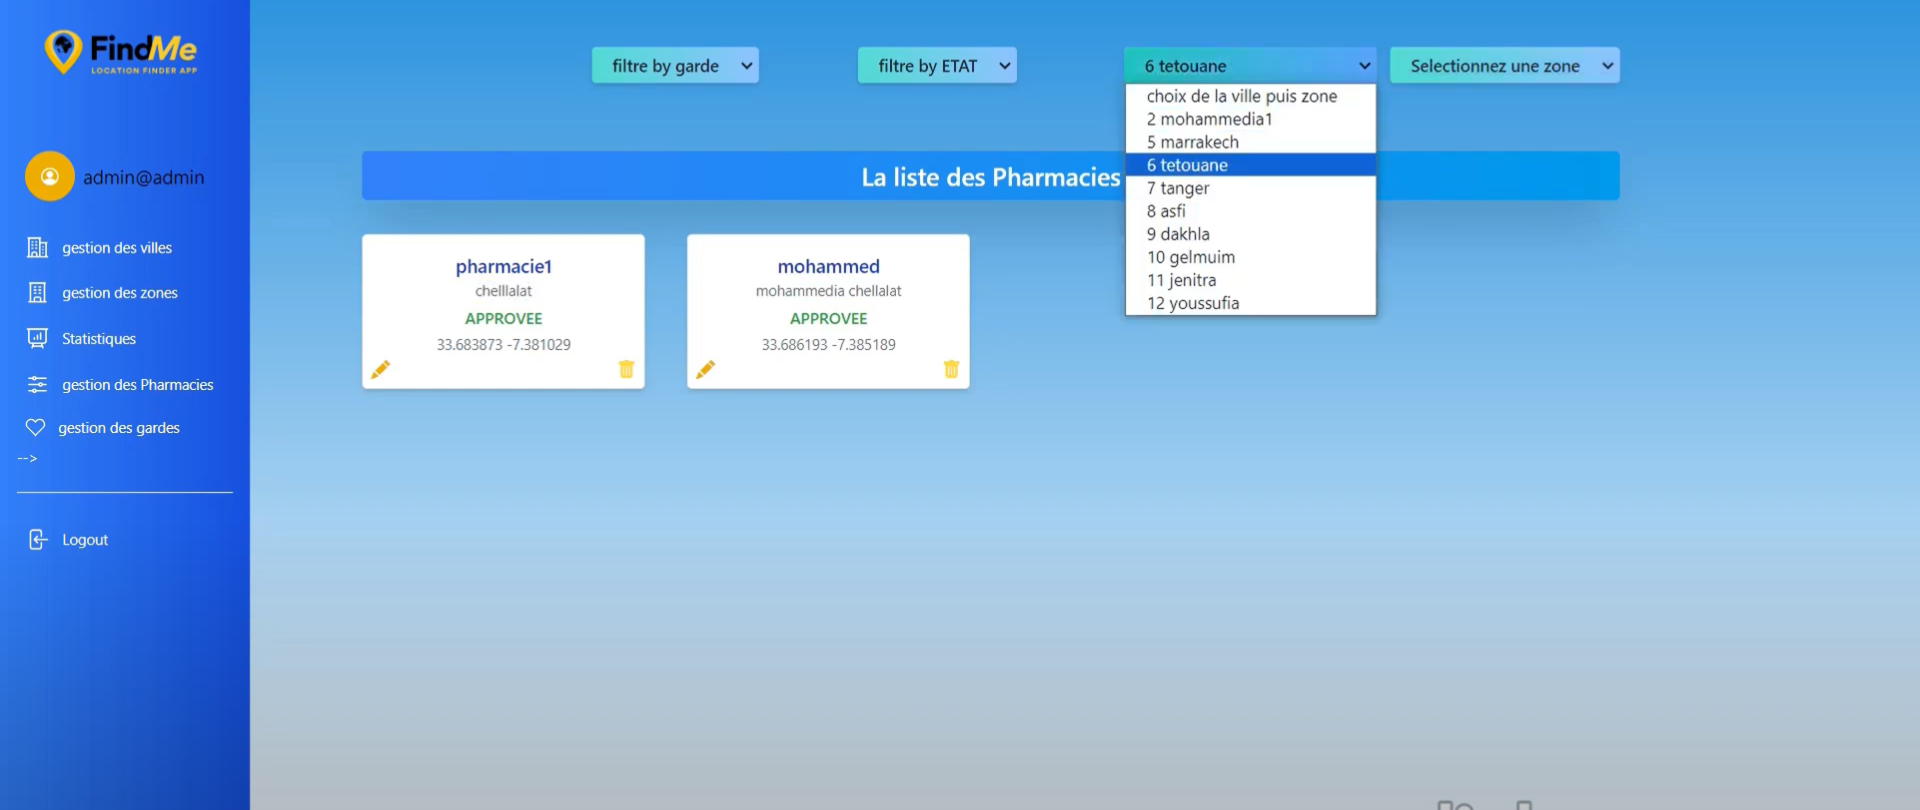 FindMe
LOCATION FINDER APP
admin@admin
gestion des villes
gestion des zones
Statistiques
gestion des Pharmacies
gestion des gardes
-->
Logout
filtre by garde
filtre by ETAT
6 tetouane
Selectionnez une zone
choix de la ville puis zone
2 mohammedia1
5 marrakech
6 tetouane
7 tanger
8 asfi
9 dakhla
10 gelmuim
11 jenitra
12 youssufia
La liste des Pharmacies
pharmacie1
chelllalat
APPROVEE
33.683873 -7.381029
mohammed
mohammedia chellalat
APPROVEE
33.686193 -7.385189